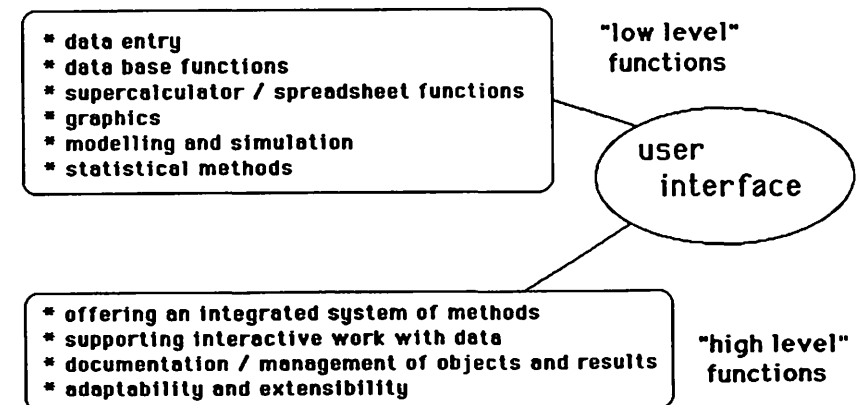 * data entry
* data base functions
* supercalculator / spreadsheet functions
* graphics
* modelling and simulation
* statistical methods
"low level"
functions
user
interface
* offering an integrated system of methods
* supporting interactive work with data
* documentation / management of objects and results
* adaptability and extensibility
"high level"
functions